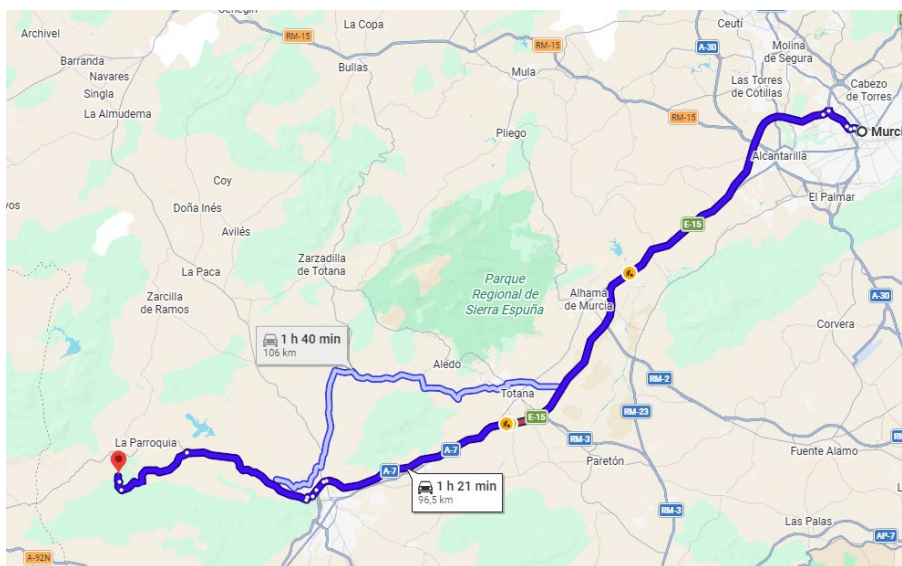 Cehegín
La Copa
Archivel
RM-15
Ceutí
Barranda
RM-15
A-30
Molina
de Segura
Navares
Bullas
Mula
Singla
Las Torres
de Cotillas
Cabezo
de Torres
La Almudema
RM-15
Pliego
Murci
Alcantarilla
Coy
El Palmar
Doña Inés
E-15
Avilés
Zarzadilla
de Totana
La Paca
Parque
Regional de
Sierra Espuña
Zarcilla
de Ramos
Alhama
de Murcia
A-30
Corvera
1 h 40 min
106 km
Aledo
RM-2
Totana
RM-23
E-15
La Parroquia
RM-3
A-7
Paretón
Fuente Álamo
A-7
1 h 21 min
96,5 km
RM-3
Las Palas
AP-7
A-92N